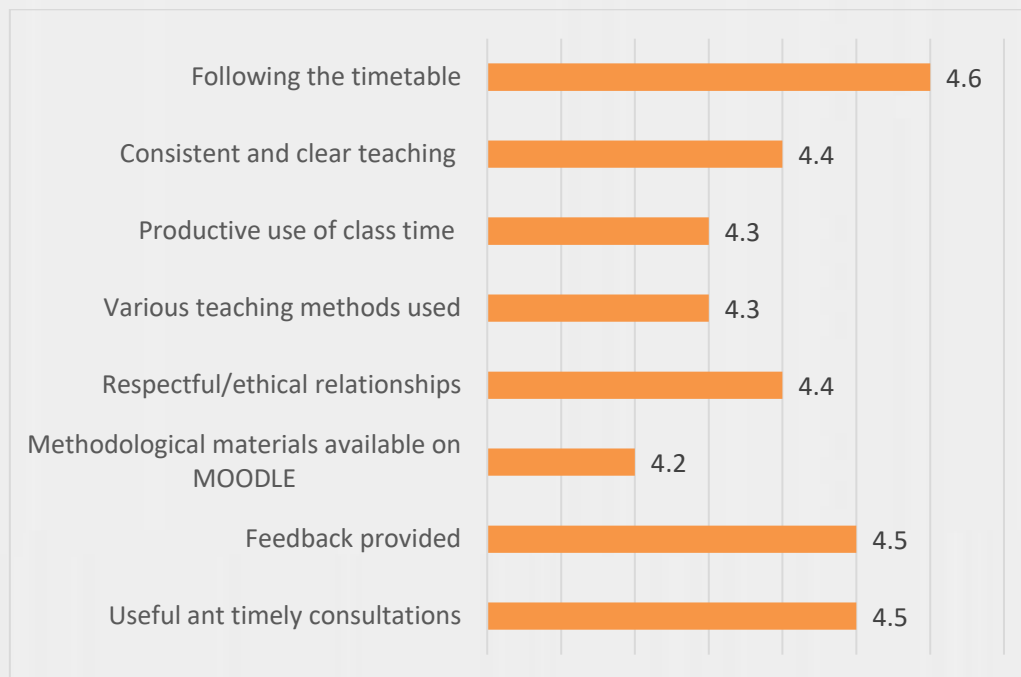 Following the timetable 4.6
Consistent and clear teaching 4.4
Productive use of class time 4.3
Various teaching methods used 4.3
Respectful/ethical relationships 4.4
Methodological materials available on
MOODLE 4.2
Feedback provided 4.5
Useful ant timely consultations 4.5